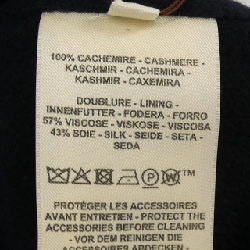 100% CACHEMIRE - CASHMERE -
KASCHMIR - CACHEMIRA -
KASHMIR - CAXEMIRA
DOUBLURE - LINING -
INNENFUTTER - FODERA - FORRO
57% VISCOSE - VISKOSE - VISCOSA
43% SOIE - SILK - SEIDE - SETA -
SEDA
P W
PROTÉGER LES ACCESSOIRES
AVANT ENTRETIEN - PROTECT THE
ACCESSORIES BEFORE CLEANING
- VOR DEM REINIGEN DIE